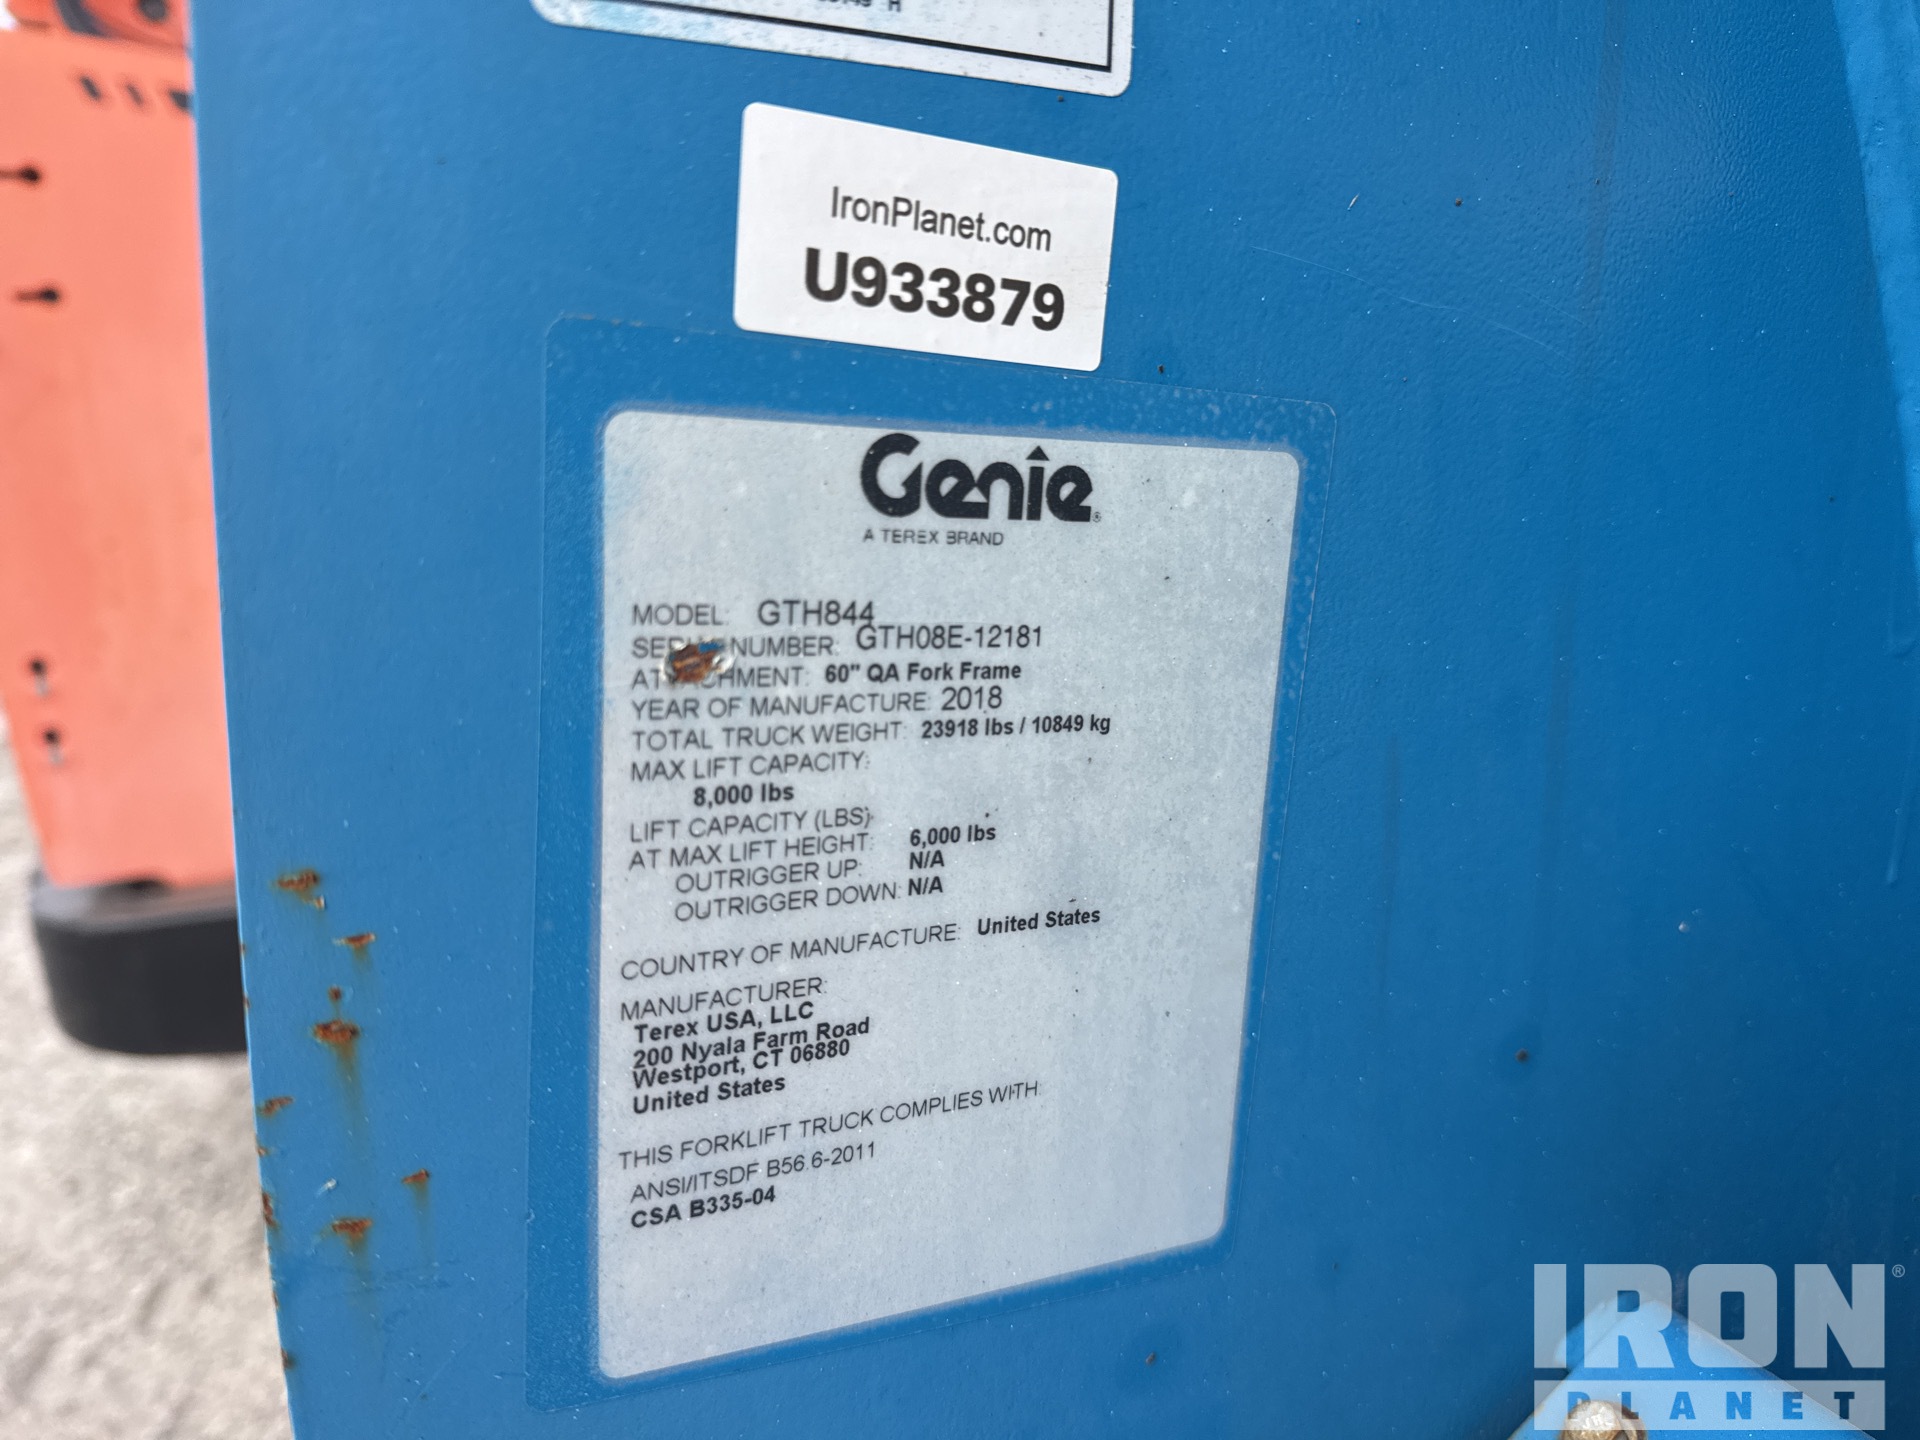 H
IronPlanet.com
U933879
Genie
A TEREX BRAND
MODEL: GTH844
NUMBER: GTH08E-12181
ATTACHMENT: 60" QA Fork Frame
YEAR OF MANUFACTURE: 2018
TOTAL TRUCK WEIGHT: 23918 lbs / 10849 kg
MAX LIFT CAPACITY:
8,000 lbs
LIFT CAPACITY (LBS)
AT MAX LIFT HEIGHT: 6,000 lbs
OUTRIGGER UP: N/A
OUTRIGGER DOWN: N/A
COUNTRY OF MANUFACTURE: United States
MANUFACTURER:
Terex USA, LLC
200 Nyala Farm Road
Westport, CT 06880
United States
THIS FORKLIFT TRUCK COMPLIES WITH:
ANSI/ITSDF B56.6-2011
CSA B335-04
IRON ®
PLANET